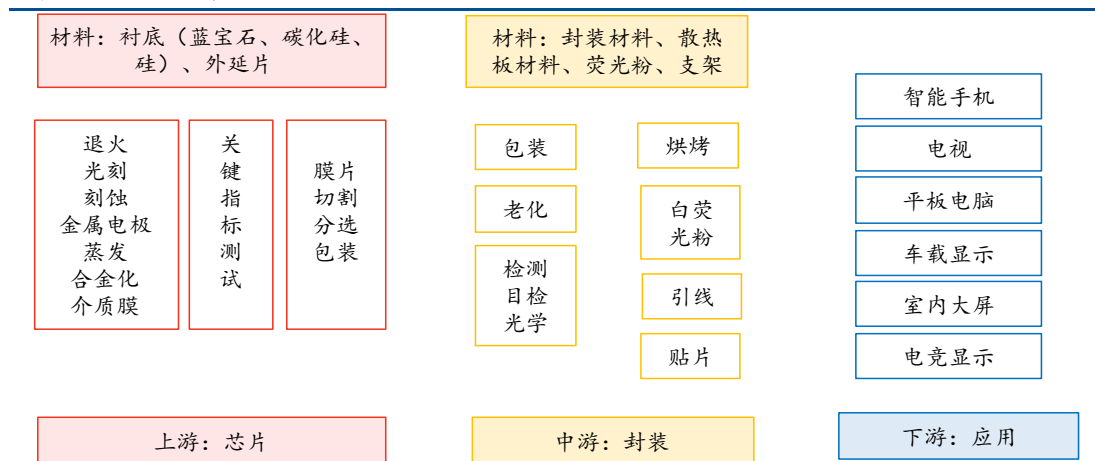 材料：衬底（蓝宝石、碳化硅、
硅）、外延片
退火
光刻
刻蚀
金属电极
蒸发
合金化
介质膜
关
键
指
标
测
试
膜片
切割
分选
包装
上游：芯片
材料：封装材料、散热
板材料、荧光粉、支架
包装
老化
检测
目检
光学
烘烤
白荧
光粉
引线
贴片
中游：封装
智能手机
电视
平板电脑
车载显示
室内大屏
电竞显示
下游：应用